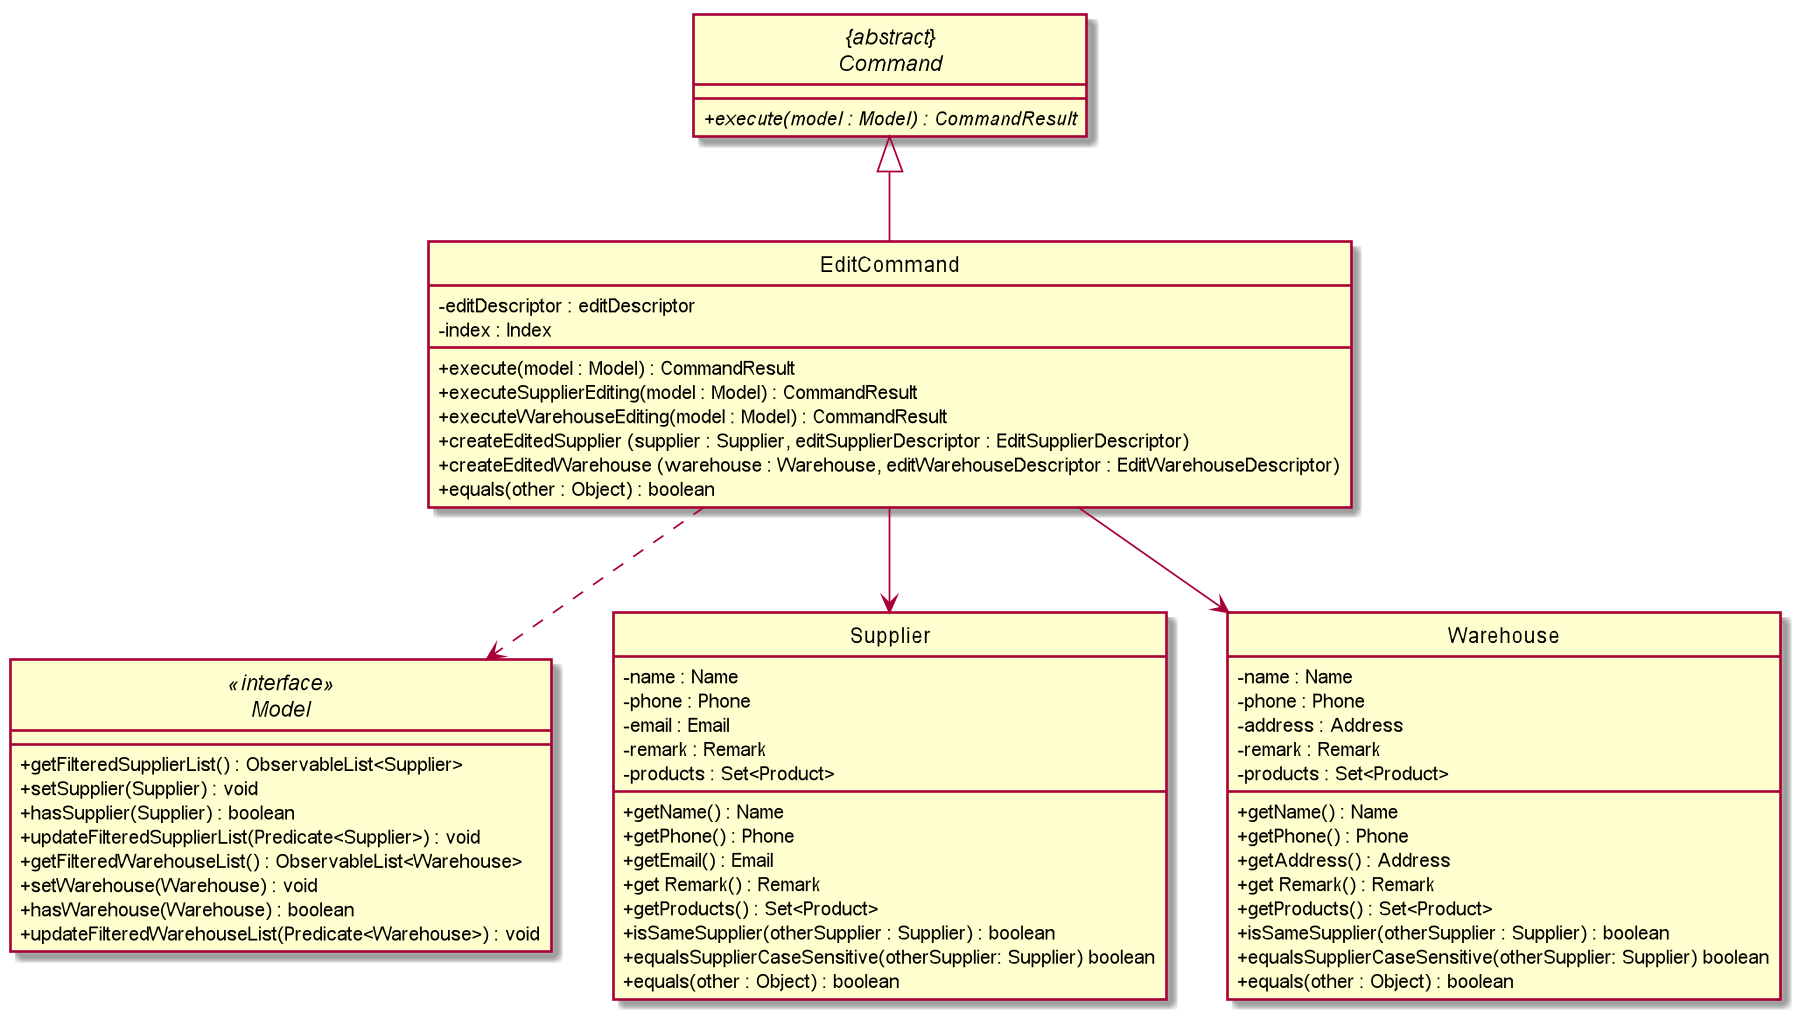 {abstract}
Command
+execute(model : Model) : CommandResult
EditCommand
-editDescriptor : editDescriptor
-index : Index
+execute(model : Model) : CommandResult
+executeSupplierEditing(model : Model) : CommandResult
+executeWarehouseEditing(model : Model) : CommandResult
+createEditedSupplier (supplier : Supplier, editSupplierDescriptor : EditSupplierDescriptor)
+createEditedWarehouse (warehouse : Warehouse, editWarehouseDescriptor : EditWarehouseDescriptor)
+equals(other : Object) : boolean
«interface»
Model
+getFilteredSupplierList() : ObservableList<Supplier>
+setSupplier(Supplier) : void
+hasSupplier(Supplier) : boolean
+updateFilteredSupplierList(Predicate<Supplier>) : void
+getFilteredWarehouseList() : ObservableList<Warehouse>
+setWarehouse(Warehouse) : void
+hasWarehouse(Warehouse) : boolean
+updateFilteredWarehouseList(Predicate<Warehouse>) : void
Supplier
-name : Name
-phone : Phone
-email : Email
-remark : Remark
-products : Set<Product>
+getName() : Name
+getPhone() : Phone
+getEmail() : Email
+get Remark() : Remark
+getProducts() : Set<Product>
+isSameSupplier(otherSupplier : Supplier) : boolean
+equalsSupplierCaseSensitive(otherSupplier: Supplier) boolean
+equals(other : Object) : boolean
Warehouse
-name : Name
-phone : Phone
-address : Address
-remark : Remark
-products : Set<Product>
+getName() : Name
+getPhone() : Phone
+getAddress() : Address
+get Remark() : Remark
+getProducts() : Set<Product>
+isSameSupplier(otherSupplier : Supplier) : boolean
+equalsSupplierCaseSensitive(otherSupplier: Supplier) boolean
+equals(other : Object) : boolean